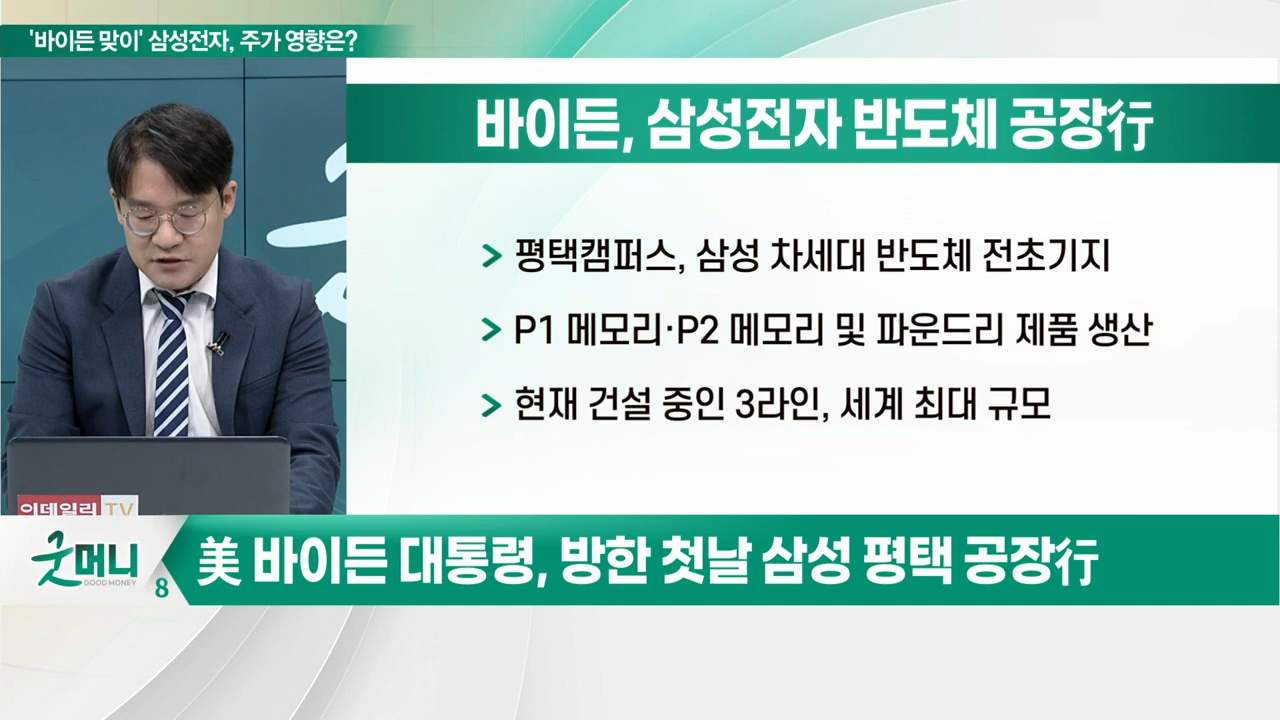 '바이든 맞이' 삼성전자, 주가 영향은?
바이든, 삼성전자 반도체 공장行
> 평택캠퍼스, 삼성 차세대 반도체 전초기지
> P1 메모리·P2 메모리 및 파운드리 제품 생산
> 현재 건설 중인 3라인, 세계 최대 규모
이데일리 TV
굿머니
GOOD MONEY
8
美 바이든 대통령, 방한 첫날 삼성 평택 공장行